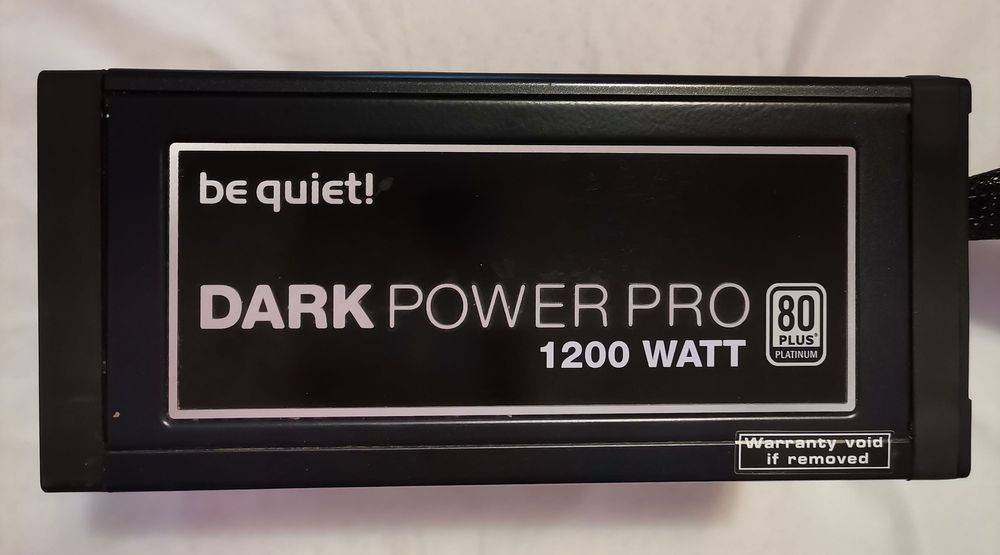 be quiet!
DARK POWER PRO
1200 WATT
80
PLUS®
PLATINUM
Warranty void
if removed